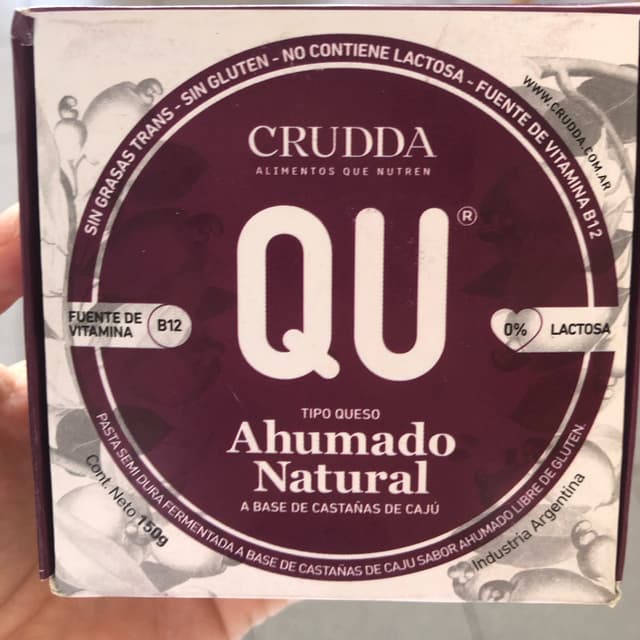 SIN GRASAS TRANS - SIN GLUTEN - NO CONTIENE LACTOSA - FUENTE DE VITAMINA B12
WWW.CRUDDA.COM.AR
CRUDDA
ALIMENTOS QUE NUTREN
QU®
FUENTE DE
VITAMINA
B12
0%
LACTOSA
TIPO QUESO
Ahumado
Natural
A BASE DE CASTAÑAS DE CAJÚ
PASTA SEMI DURA FERMENTADA A BASE DE CASTAÑAS DE CAJU SABOR AHUMADO LIBRE DE GLUTEN.
Cont. Neto 150g
Industria Argentina